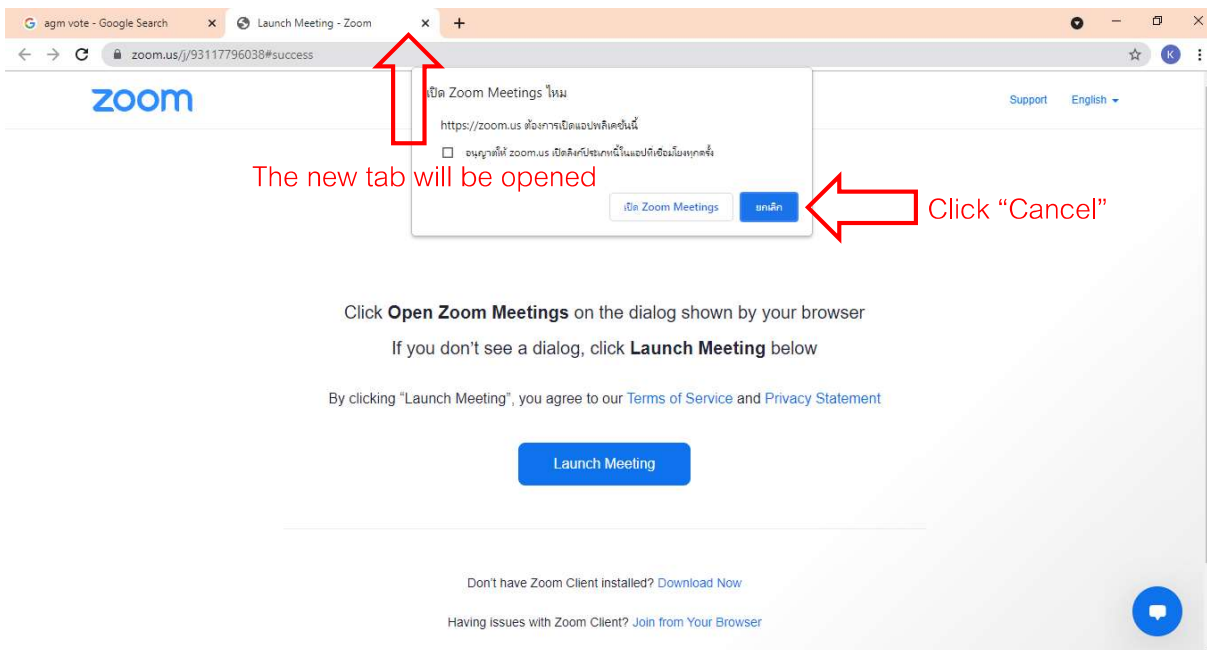 agm vote - Google Search
Launch Meeting - Zoom
zoom.us/j/93117796038#success
K
zoom
Support
English
เปิด Zoom Meetings ไหม
https://zoom.us ต้องการเปิดแอปพลิเคชันนี้
อนุญาตให้ zoom.us เปิดลิงก์ประเภทนี้ในแอปที่เชื่อมโยงทุกครั้ง
The new tab will be opened
เปิด Zoom Meetings
ยกเลิก
Click “Cancel”
Click Open Zoom Meetings on the dialog shown by your browser
If you don’t see a dialog, click Launch Meeting below
By clicking “Launch Meeting”, you agree to our Terms of Service and Privacy Statement
Launch Meeting
Don’t have Zoom Client installed? Download Now
Having issues with Zoom Client? Join from Your Browser